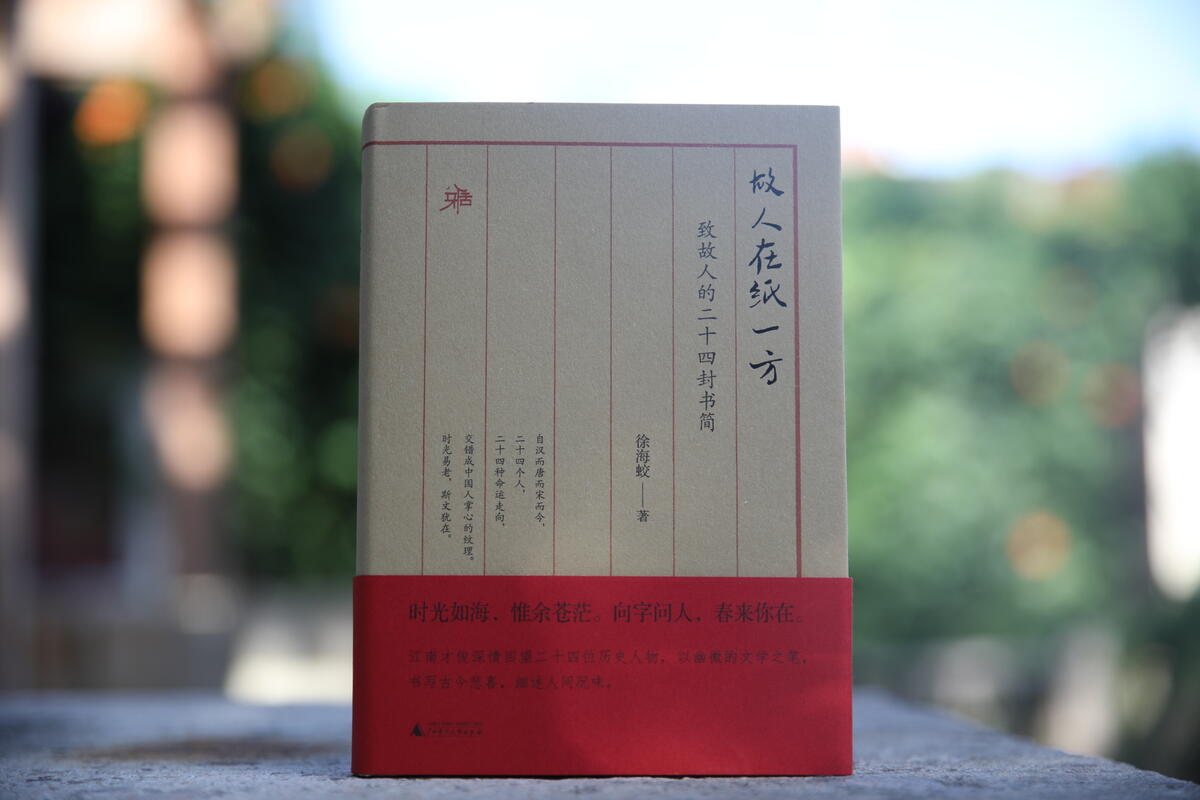 故人在纸一方
致故人的二十四封书简
徐海蛟——著
自汉而唐而宋而今，
二十四个人，
二十四种命运走向，
交错成中国人掌心的纹理。
时光易老，斯文犹在。
时光如海，惟余苍茫。向字问人，春来你在。
江南才俊深情回望二十四位历史人物，以幽微的文学之笔，
书写古今悲喜，细述人间况味。